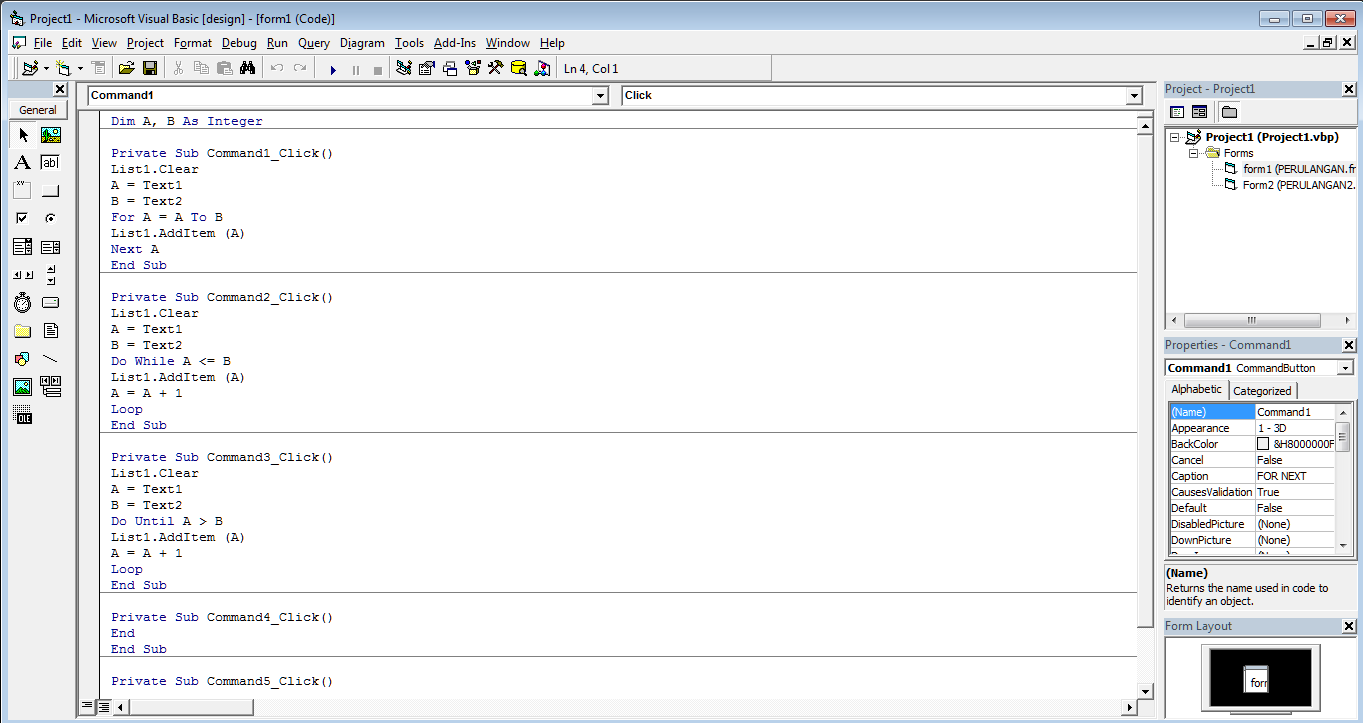 Project1 - Microsoft Visual Basic [design] - [form1 (Code)]
File Edit View Project Format Debug Run Query Diagram Tools Add-Ins Window Help
Ln 4, Col 1
General
A
ab|
XY
OLE
Command1
Click
Dim A, B As Integer
Private Sub Command1_Click()
List1.Clear
A = Text1
B = Text2
For A = A To B
List1.AddItem (A)
Next A
End Sub
Private Sub Command2_Click()
List1.Clear
A = Text1
B = Text2
Do While A <= B
List1.AddItem (A)
A = A + 1
Loop
End Sub
Private Sub Command3_Click()
List1.Clear
A = Text1
B = Text2
Do Until A > B
List1.AddItem (A)
A = A + 1
Loop
End Sub
Private Sub Command4_Click()
End
End Sub
Private Sub Command5_Click()
Project - Project1
Project1 (Project1.vbp)
Forms
form1 (PERULANGAN.fr
Form2 (PERULANGAN2.
Properties - Command1
Command1 CommandButton
Alphabetic Categorized
(Name) Command1
Appearance 1 - 3D
BackColor &H8000000F
Cancel False
Caption FOR NEXT
CausesValidation True
Default False
DisabledPicture (None)
DownPicture (None)
(Name)
Returns the name used in code to
identify an object.
Form Layout
forr